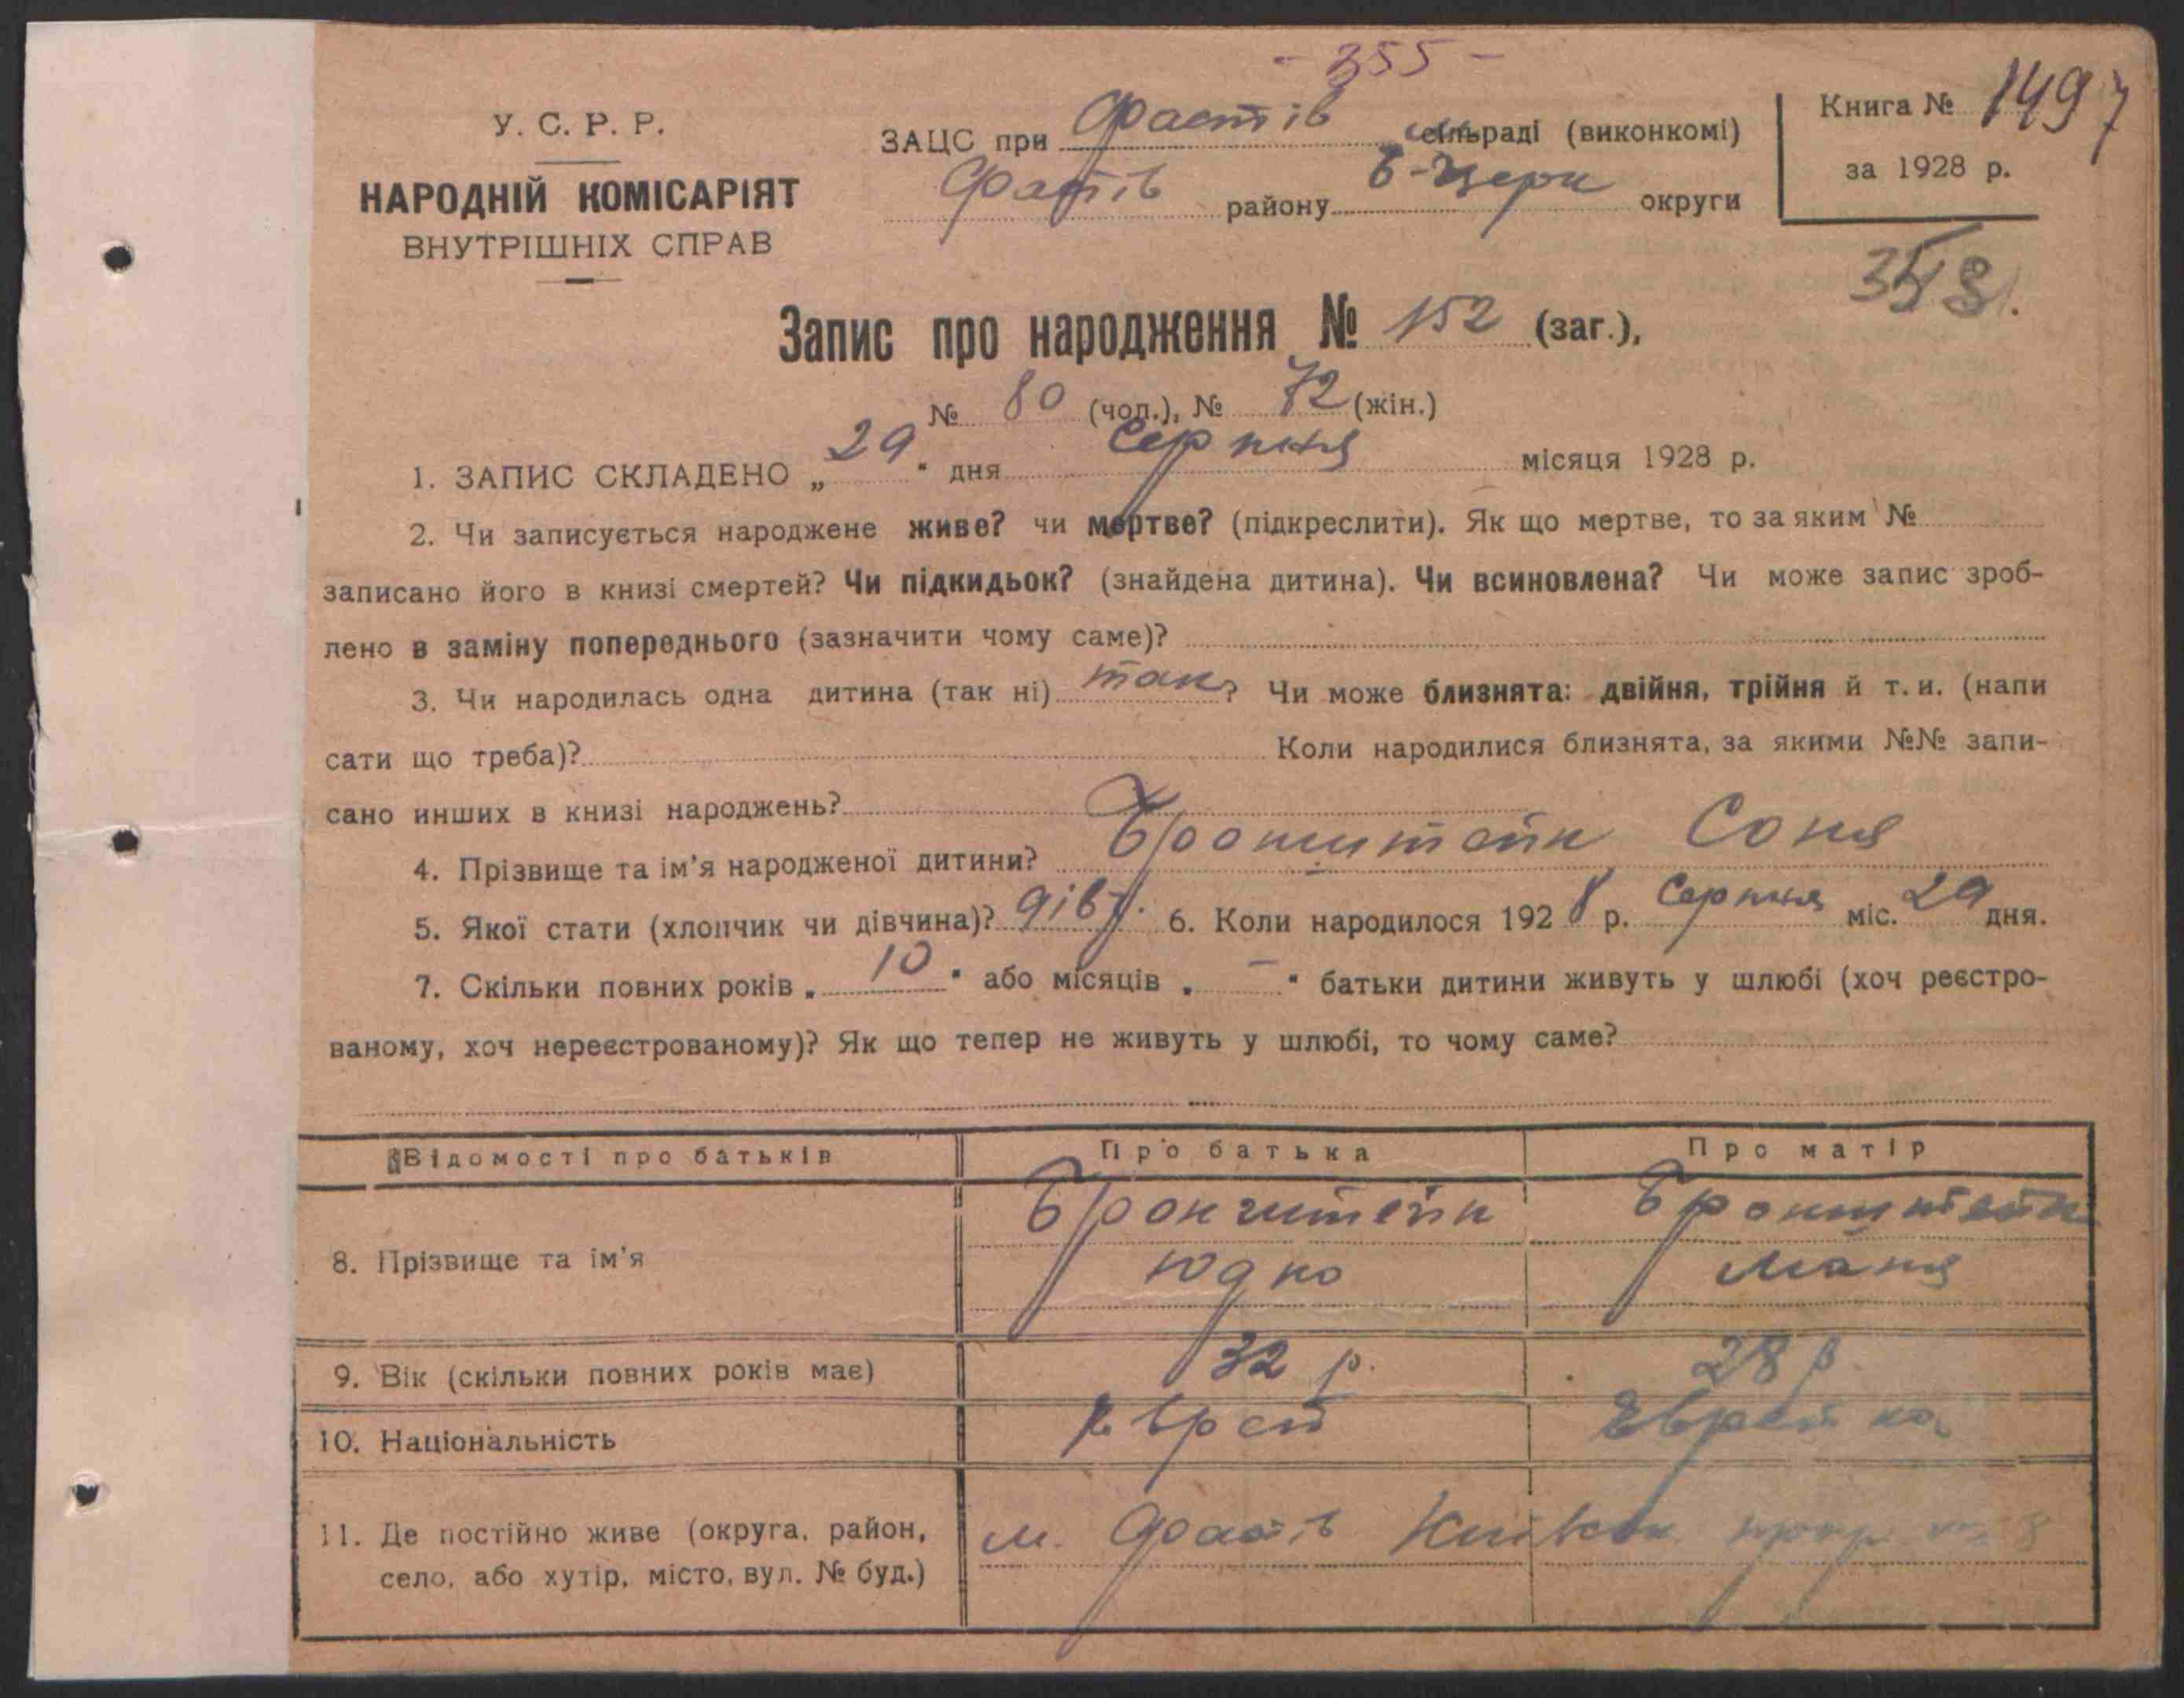 - 355 -
У. С. Р. Р.
НАРОДНІЙ КОМІСАРІЯТ
ВНУТРІШНІХ СПРАВ
ЗАЦС при Фастів сільраді (виконкомі)
Фастів району Б-Церк округи
Книга № 1497
за 1928 р.
Запис про народження № 152 (заг.),
№ 80 (чол.), № 72 (жін.)
1. ЗАПИС СКЛАДЕНО „ 29 " дня Серпня місяця 1928 р.
2. Чи записується народжене живе? чи мертве? (підкреслити). Як що мертве, то за яким №
записано його в книзі смертей? Чи підкидьок? (знайдена дитина). Чи всиновлена? Чи може запис зроб-
лено в заміну попереднього (зазначити чому саме)?
3. Чи народилась одна дитина (так ні) так? Чи може близнята: двійня, трійня й т. и. (напи
сати що треба)? Коли народилися близнята, за якими №№ запи-
сано инших в книзі народжень?
4. Прізвище та ім'я народженої дитини? Бронштейн Соня
5. Якої стати (хлопчик чи дівчина)? дівч. 6. Коли народилося 1928 р. Серпня міс. 29 дня.
7. Скільки повних років „ 10 " або місяців „ – " батьки дитини живуть у шлюбі (хоч реєстро-
ваному, хоч нереєстрованому)? Як що тепер не живуть у шлюбі, то чому саме?
Відомості про батьків Про батька Про матір
8. Прізвище та ім'я Бронштейн Бронштейн
Юдко Маня
9. Вік (скільки повних років має) 32 р. 28 р.
10. Національність Еврей Еврейка
11. Де постійно живе (округа, район, м. Фастів
село, або хутір, місто, вул. № буд.)